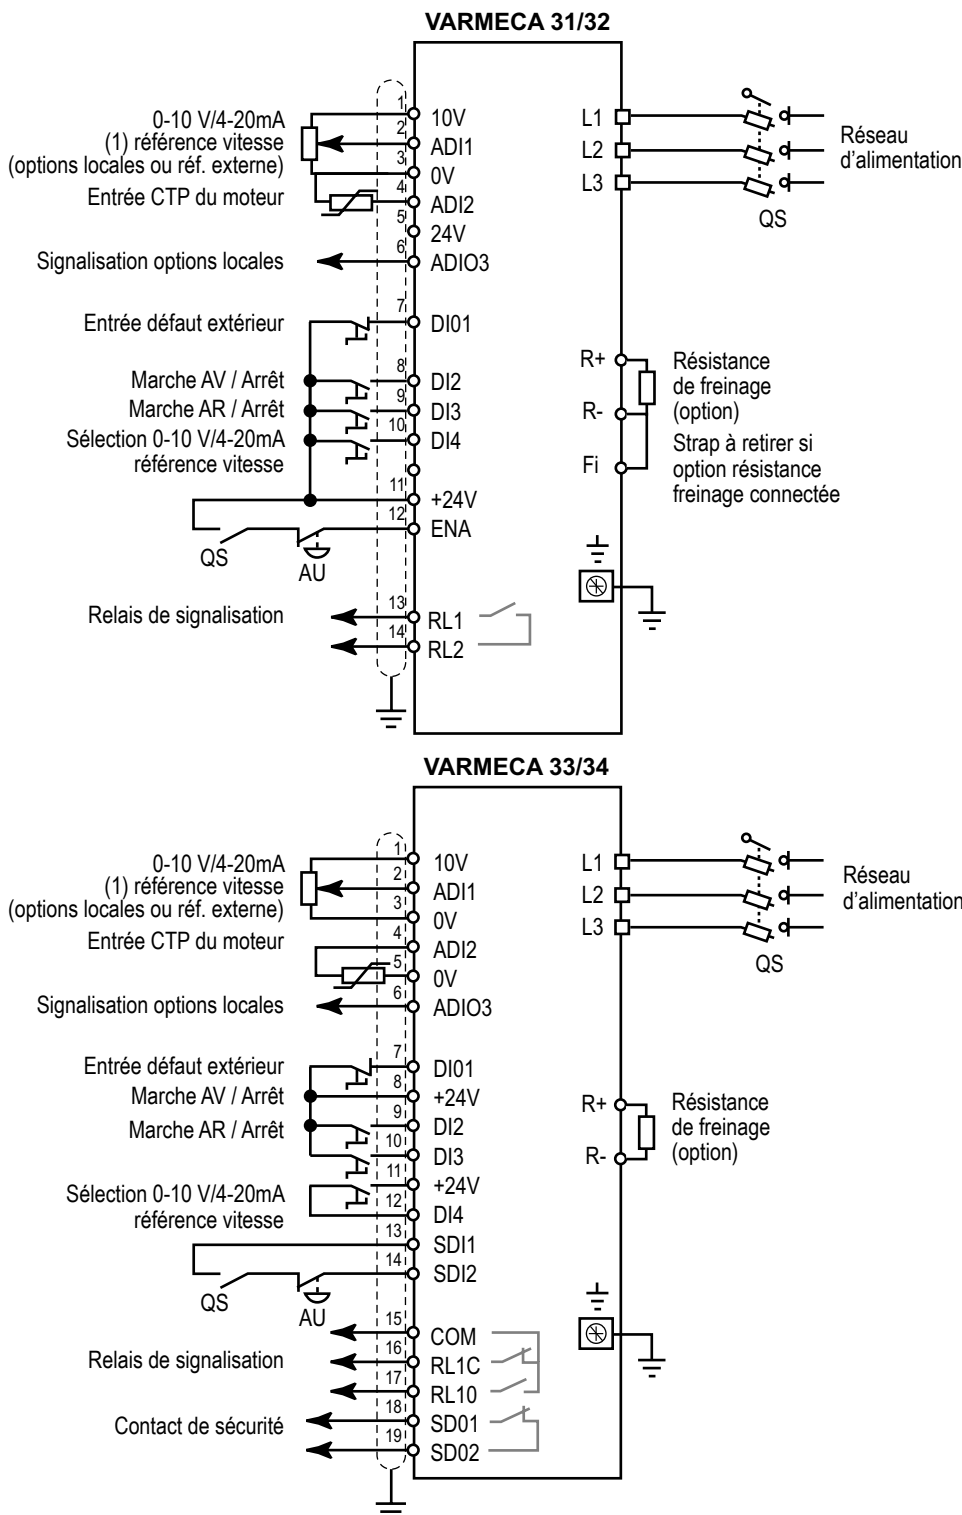 VARMECA 31/32
0-10 V/4-20mA
(1) référence vitesse
(options locales ou réf. externe)
Entrée CTP du moteur
Signalisation options locales
Entrée défaut extérieur
Marche AV / Arrêt
Marche AR / Arrêt
Sélection 0-10 V/4-20mA
référence vitesse
QS
AU
Relais de signalisation
1 10V
2 ADI1
3 0V
4 ADI2
5 24V
6 ADIO3
7 DI01
8 DI2
9 DI3
10 DI4
11 +24V
12 ENA
13 RL1
14 RL2
L1
L2
L3
QS
Réseau
d'alimentation
R+
R-
Fi
Résistance
de freinage
(option)
Strap à retirer si
option résistance
freinage connectée
VARMECA 33/34
0-10 V/4-20mA
(1) référence vitesse
(options locales ou réf. externe)
Entrée CTP du moteur
Signalisation options locales
Entrée défaut extérieur
Marche AV / Arrêt
Marche AR / Arrêt
Sélection 0-10 V/4-20mA
référence vitesse
QS
AU
Relais de signalisation
Contact de sécurité
1 10V
2 ADI1
3 0V
4 ADI2
5 0V
6 ADIO3
7 DI01
8 +24V
9 DI2
10 DI3
11 +24V
12 DI4
13 SDI1
14 SDI2
15 COM
16 RL1C
17 RL10
18 SD01
19 SD02
L1
L2
L3
QS
Réseau
d'alimentation
R+
R-
Résistance
de freinage
(option)